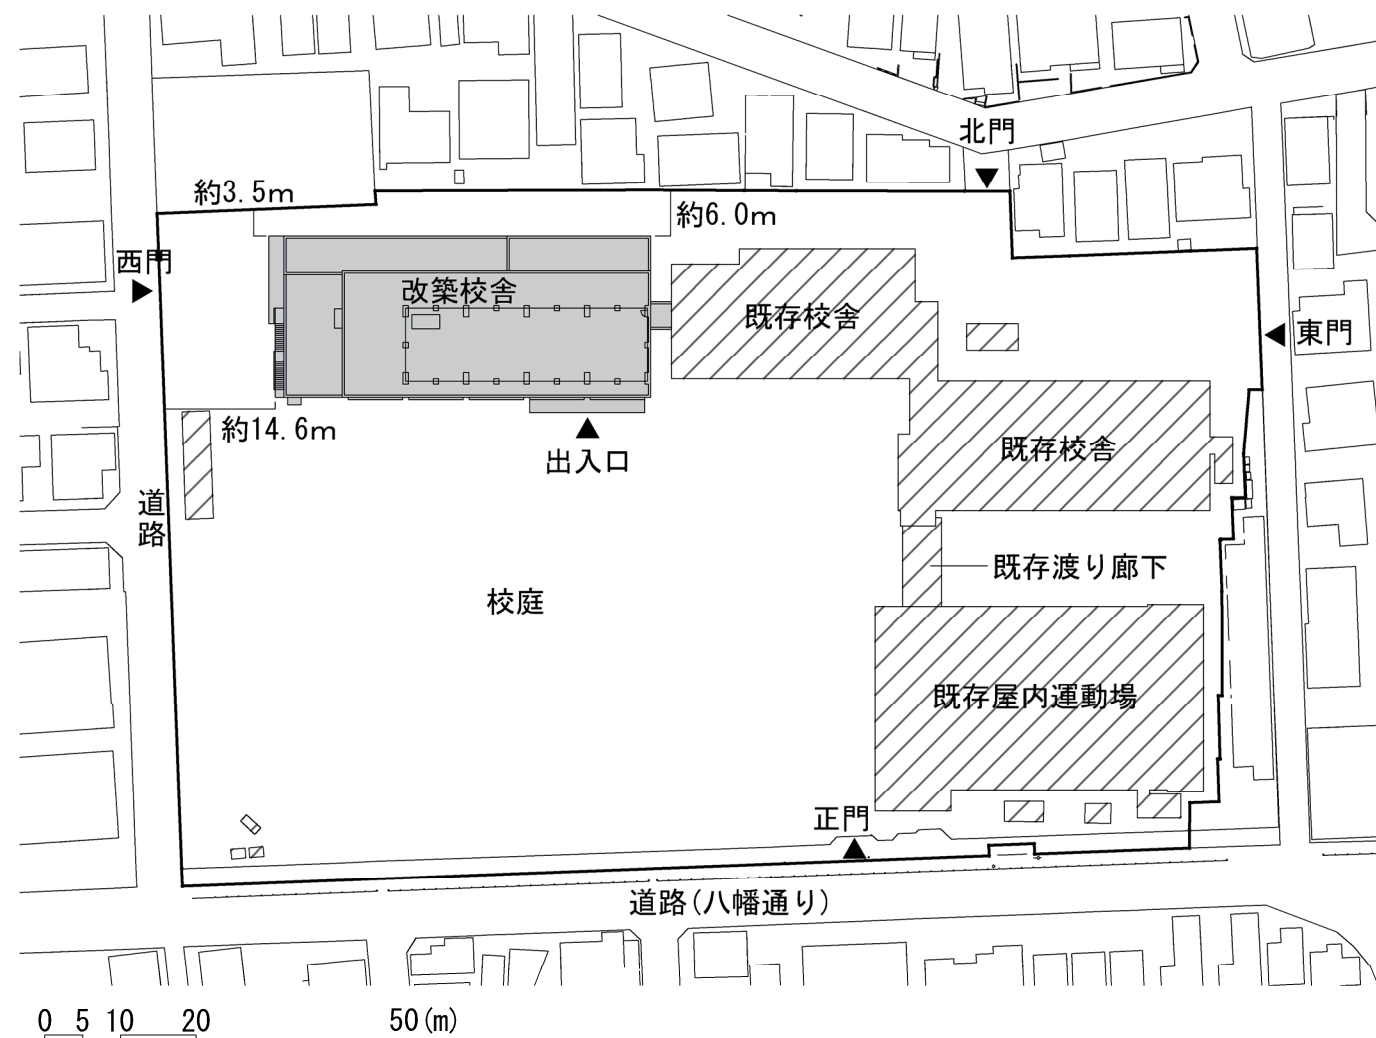 北門
約3.5m
約6.0m
西門
改築校舎
既存校舎
東門
約14.6m
出入口
既存校舎
道路
既存渡り廊下
校庭
既存屋内運動場
正門
道路(八幡通り)
0 5 10 20 50(m)